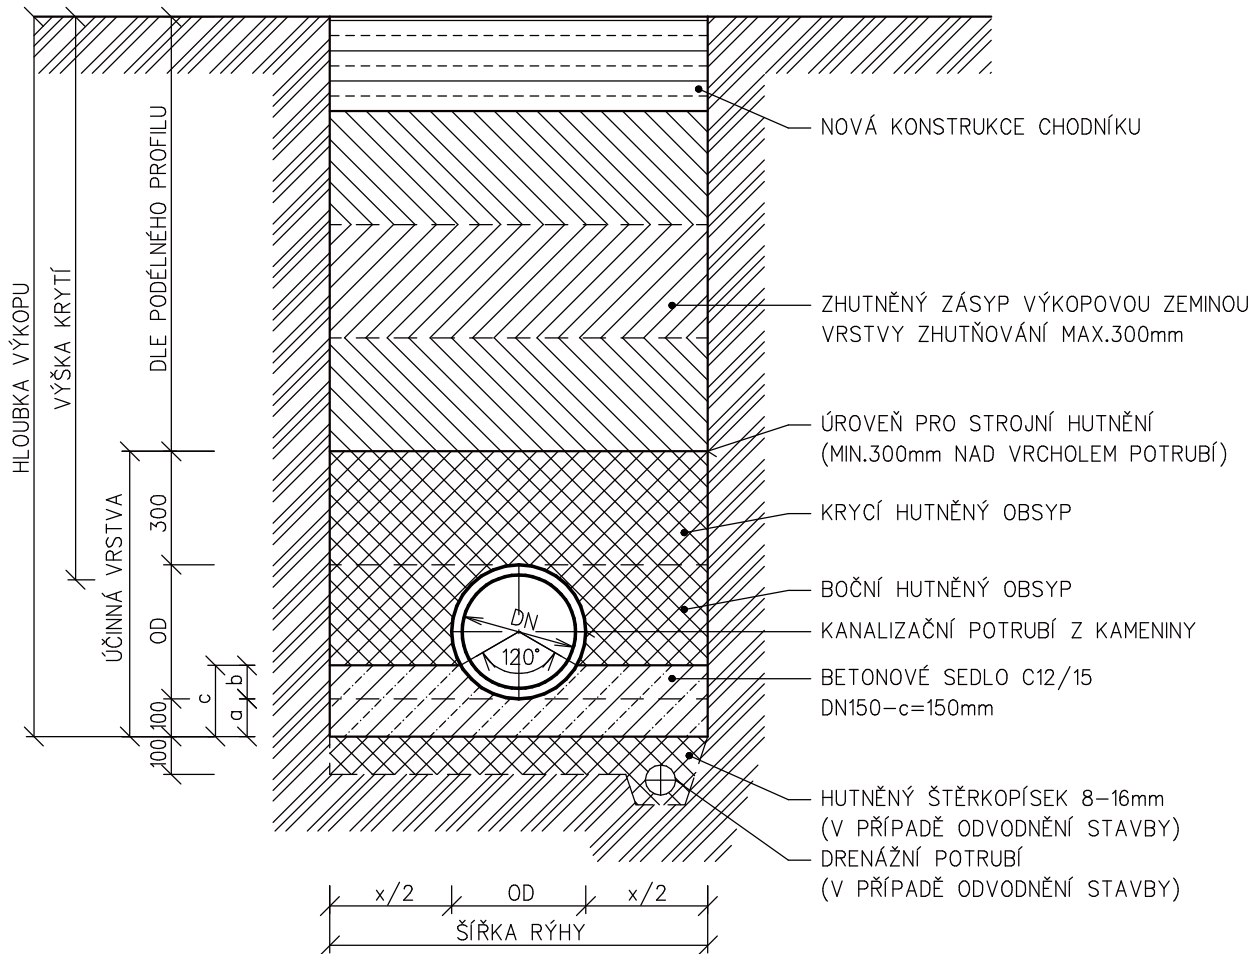 HLOUBKA VÝKOPU
VÝŠKA KRYTÍ
DLE PODÉLNÉHO PROFILU
ÚČINNÁ VRSTVA
300
OD
100
100
c
b
a
DN
120°
NOVÁ KONSTRUKCE CHODNÍKU
ZHUTNĚNÝ ZÁSYP VÝKOPOVOU ZEMINOU
VRSTVY ZHUTŇOVÁNÍ MAX.300mm
ÚROVEŇ PRO STROJNÍ HUTNĚNÍ
(MIN.300mm NAD VRCHOLEM POTRUBÍ)
KRYCÍ HUTNĚNÝ OBSYP
BOČNÍ HUTNĚNÝ OBSYP
KANALIZAČNÍ POTRUBÍ Z KAMENINY
BETONOVÉ SEDLO C12/15
DN150-c=150mm
HUTNĚNÝ ŠTĚRKOPÍSEK 8-16mm
(V PŘÍPADĚ ODVODNĚNÍ STAVBY)
DRENÁŽNÍ POTRUBÍ
(V PŘÍPADĚ ODVODNĚNÍ STAVBY)
x/2 OD x/2
ŠÍŘKA RÝHY